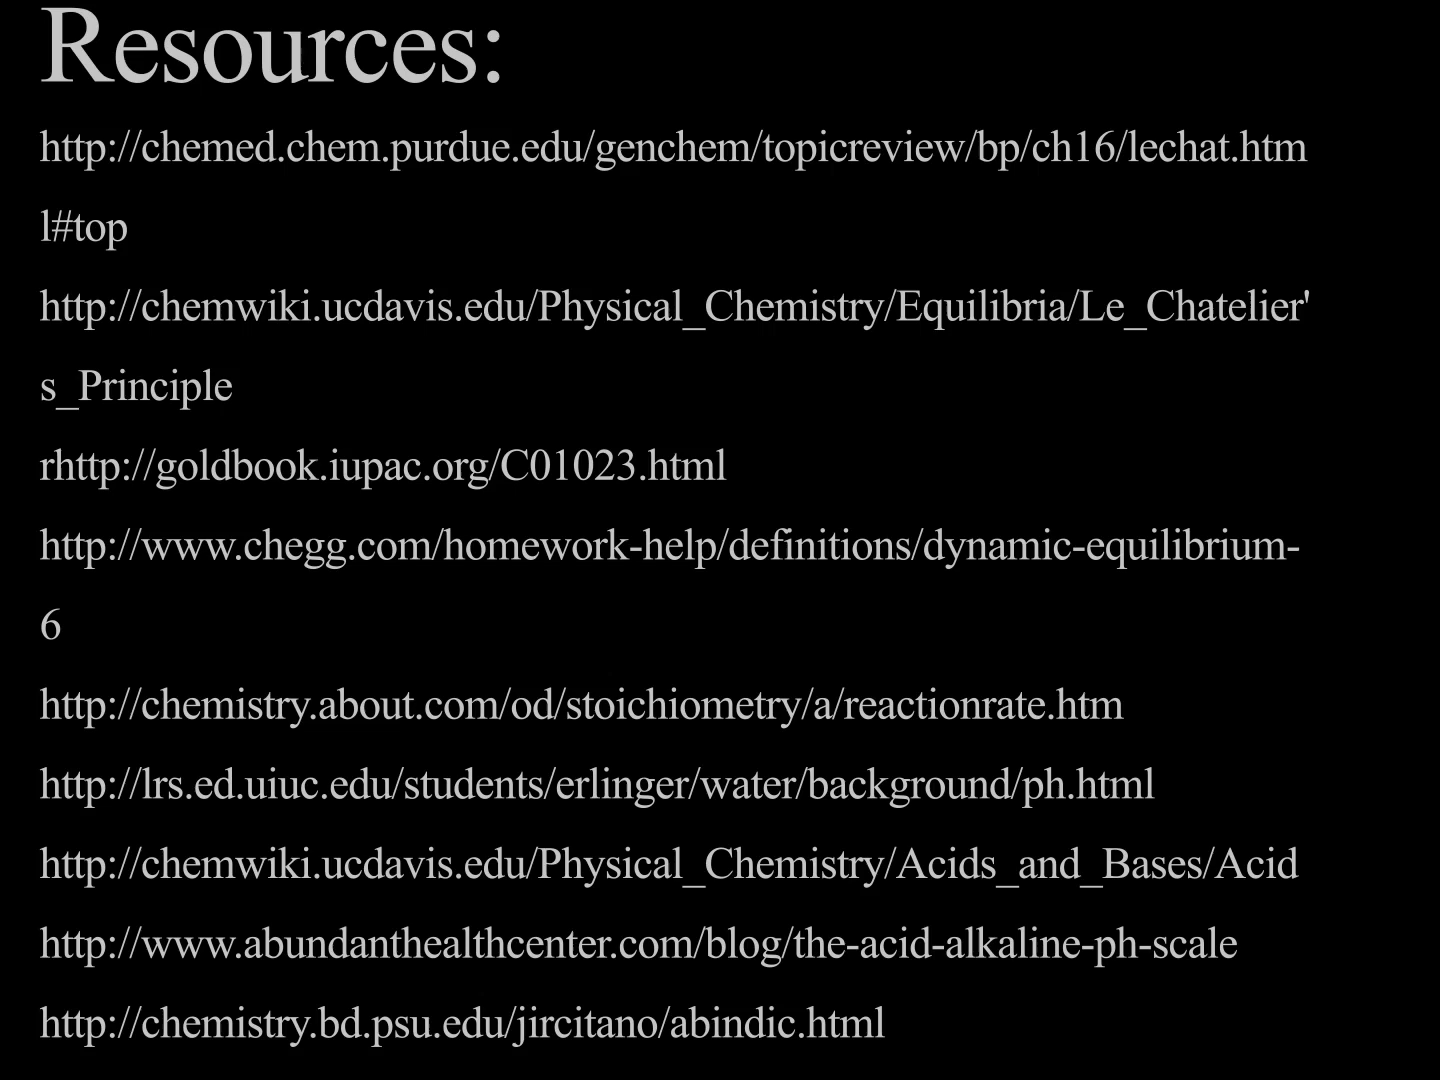 Resources:
http://chemed.chem.purdue.edu/genchem/topicreview/bp/ch16/lechat.htm
l#top
http://chemwiki.ucdavis.edu/Physical_Chemistry/Equilibria/Le_Chatelier'
s_Principle
rhttp://goldbook.iupac.org/C01023.html
http://www.chegg.com/homework-help/definitions/dynamic-equilibrium-
6
http://chemistry.about.com/od/stoichiometry/a/reactionrate.htm
http://lrs.ed.uiuc.edu/students/erlinger/water/background/ph.html
http://chemwiki.ucdavis.edu/Physical_Chemistry/Acids_and_Bases/Acid
http://www.abundanthealthcenter.com/blog/the-acid-alkaline-ph-scale
http://chemistry.bd.psu.edu/jircitano/abindic.html